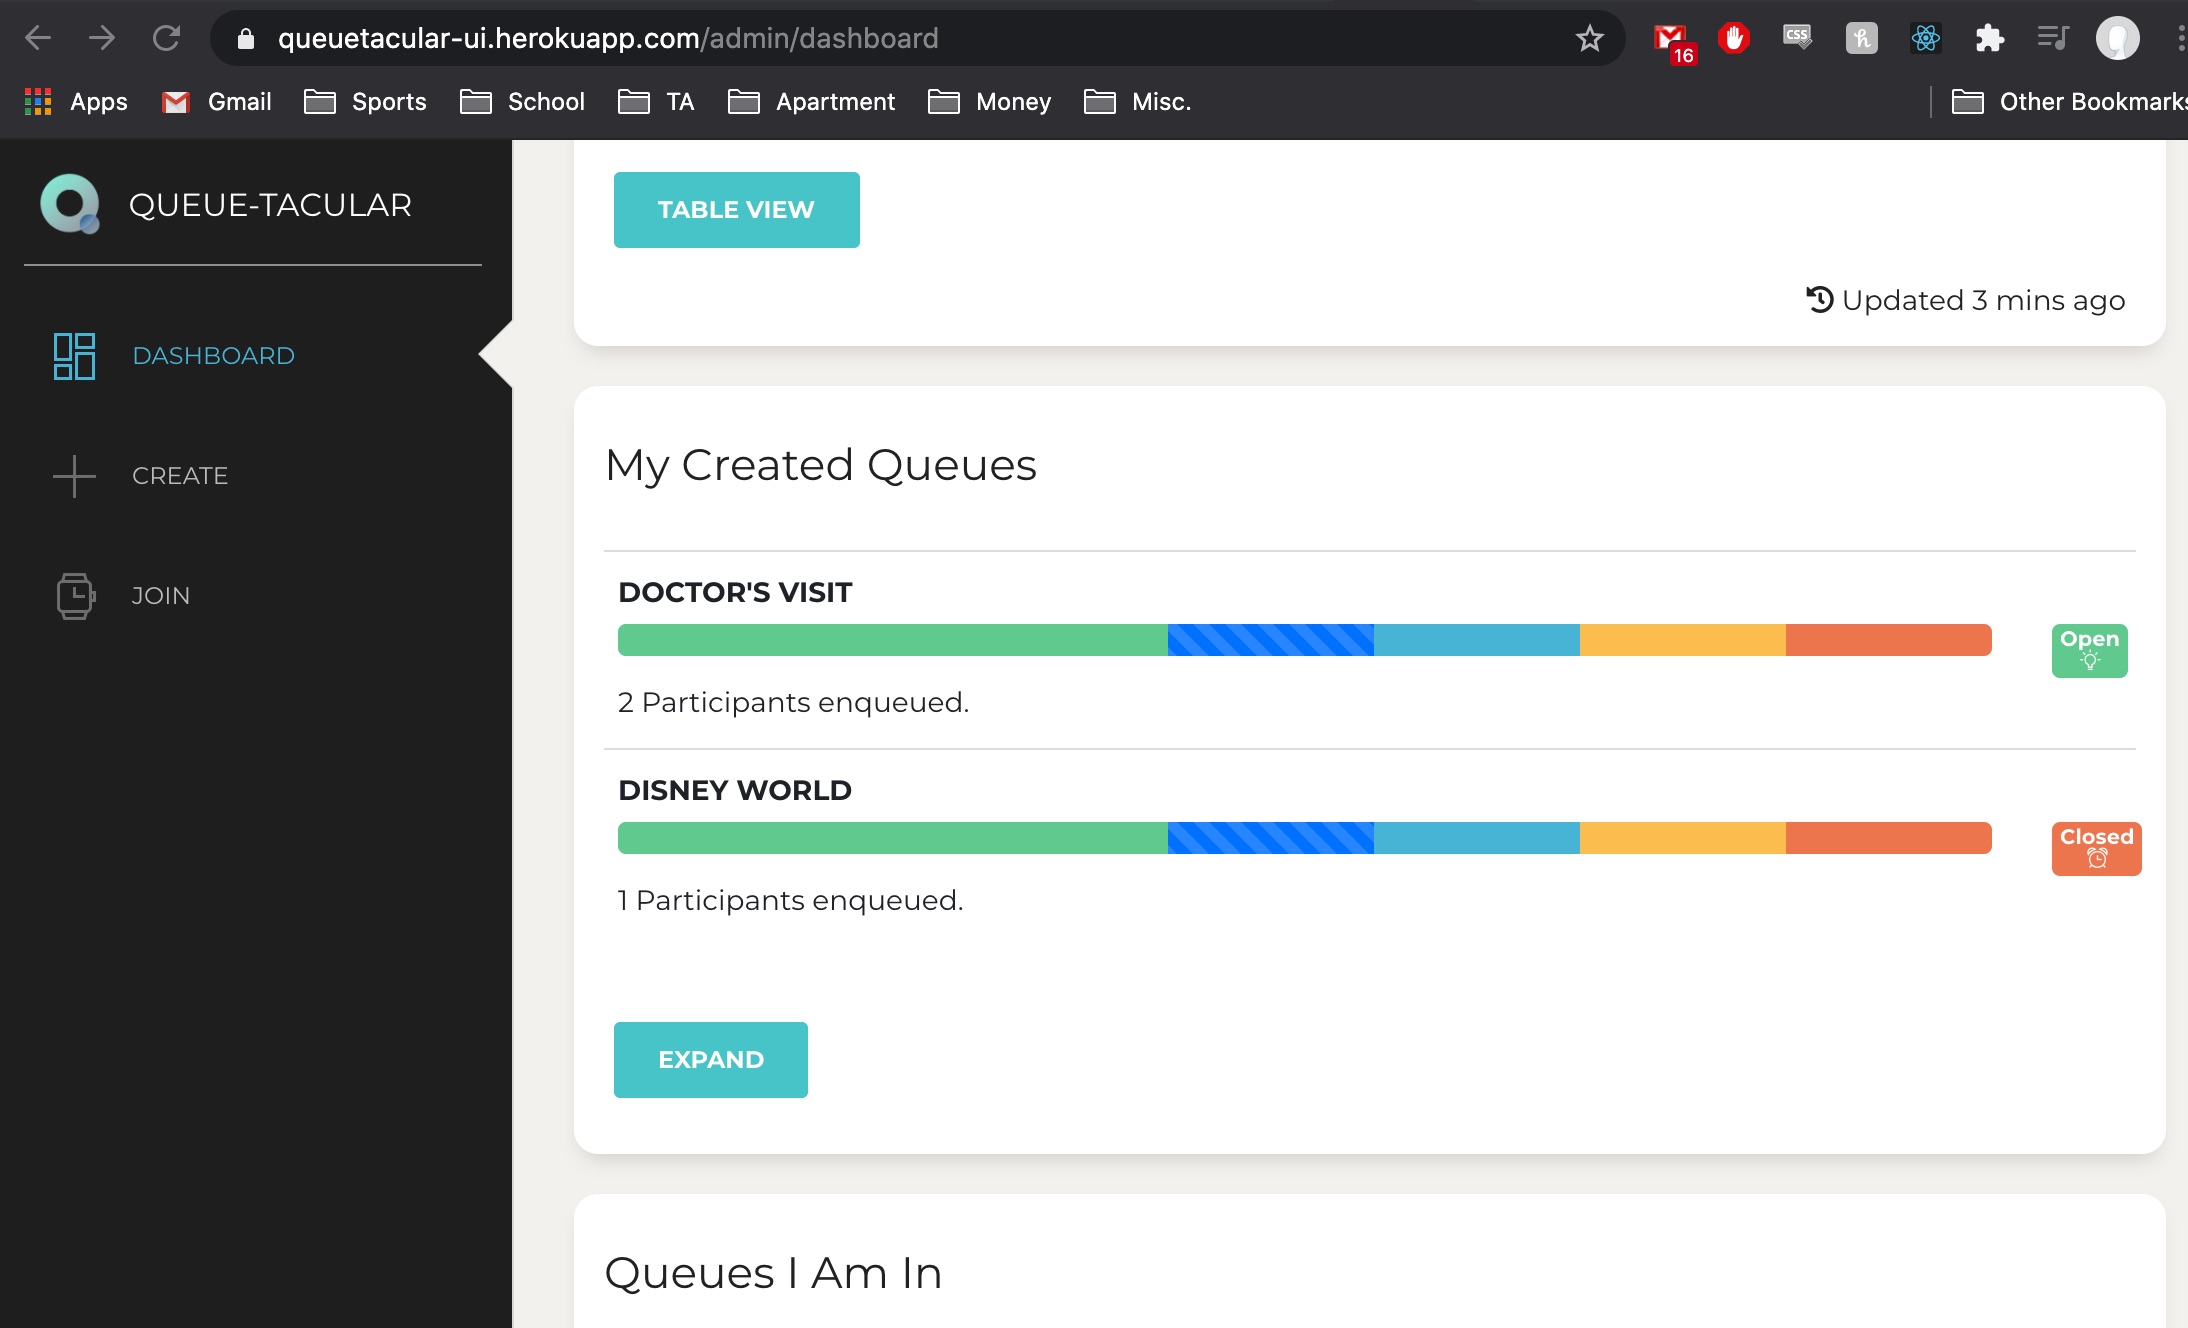 queuetacular-ui.herokuapp.com/admin/dashboard
16
CSS
h
Apps
Gmail
Sports
School
TA
Apartment
Money
Misc.
Other Bookmarks
QUEUE-TACULAR
DASHBOARD
CREATE
JOIN
TABLE VIEW
Updated 3 mins ago
My Created Queues
DOCTOR'S VISIT
Open
2 Participants enqueued.
DISNEY WORLD
Closed
1 Participants enqueued.
EXPAND
Queues I Am In